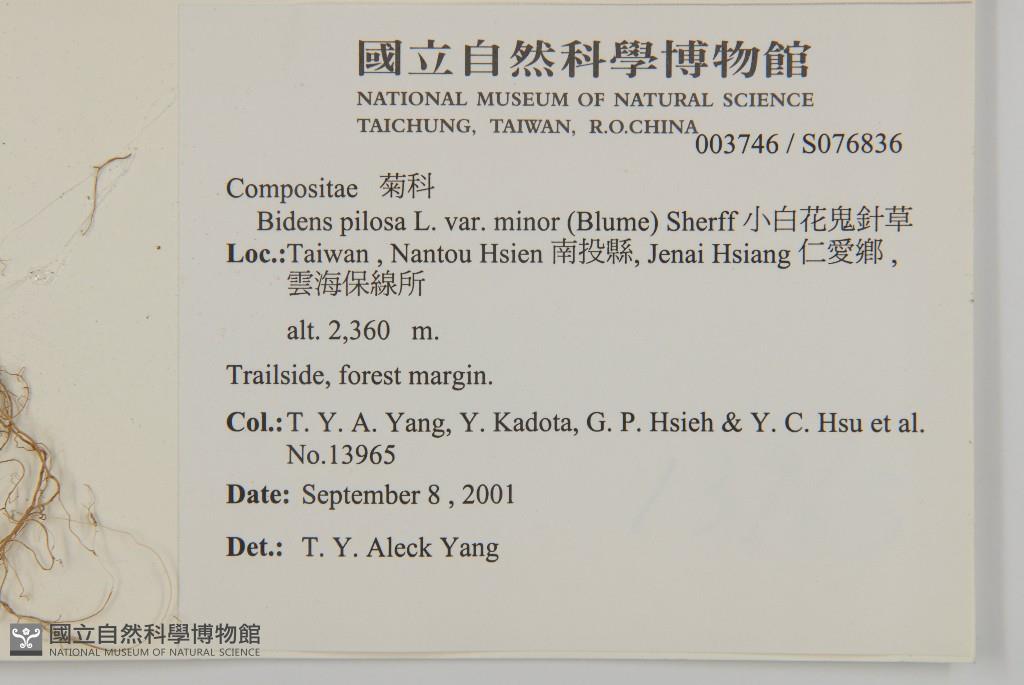 國立自然科學博物館
NATIONAL MUSEUM OF NATURAL SCIENCE
TAICHUNG, TAIWAN, R.O.CHINA
003746 / S076836
Compositae 菊科
Bidens pilosa L. var. minor (Blume) Sherff 小白花鬼針草
Loc.:Taiwan , Nantou Hsien 南投縣, Jenai Hsiang 仁愛鄉 ,
雲海保線所
alt. 2,360 m.
Trailside, forest margin.
Col.: T. Y. A. Yang, Y. Kadota, G. P. Hsieh & Y. C. Hsu et al.
No.13965
Date: September 8 , 2001
Det.: T. Y. Aleck Yang
國立自然科學博物館
NATIONAL MUSEUM OF NATURAL SCIENCE